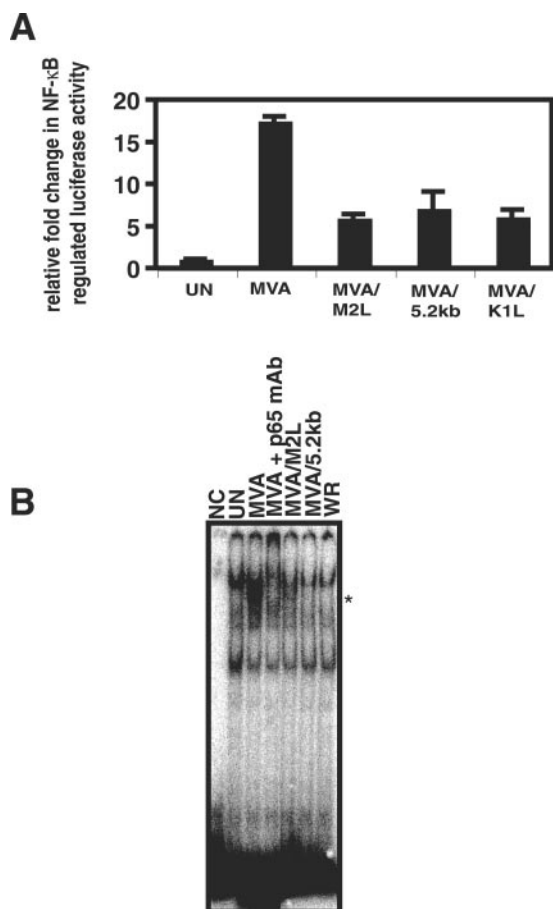 A
relative fold change in NF-κB
regulated luciferase activity
20
15
10
5
0
UN
MVA
MVA/
M2L
MVA/
5.2kb
MVA/
K1L
B
NC
UN
MVA
MVA + p65 mAb
MVA/M2L
MVA/5.2kb
WR
*